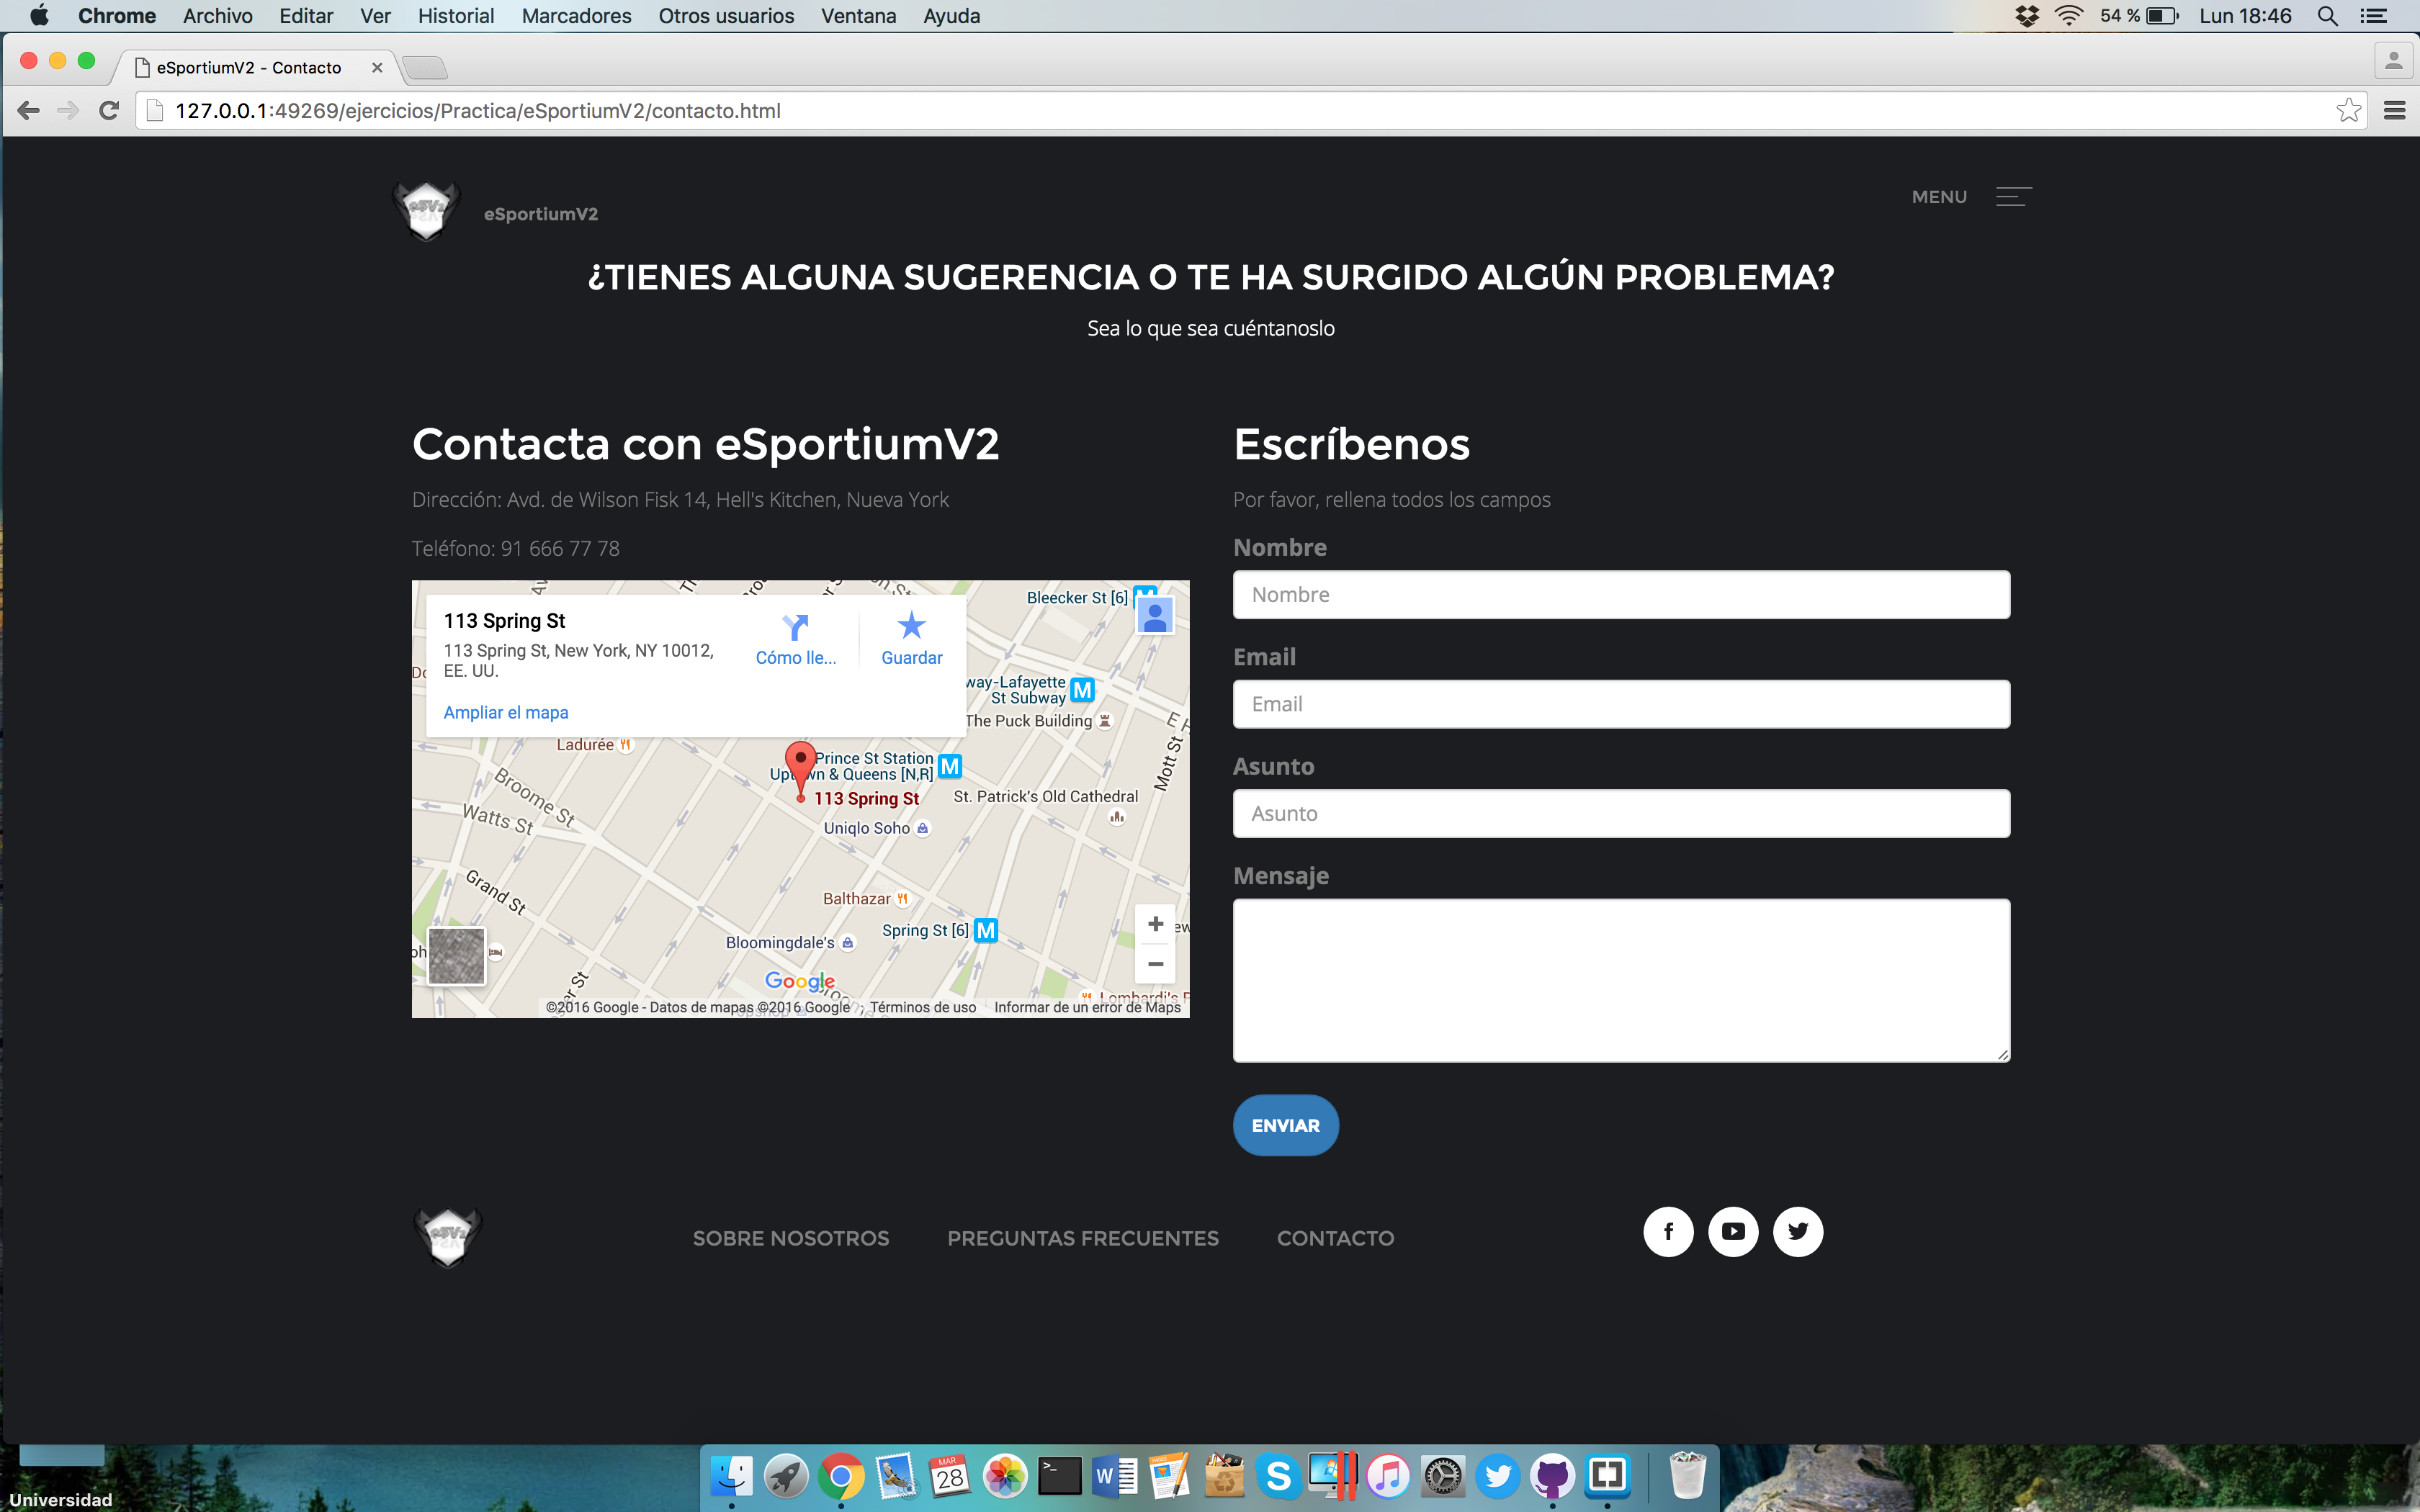 Chrome Archivo Editar Ver Historial Marcadores Otros usuarios Ventana Ayuda 54 % Lun 18:46
eSportiumV2 - Contacto
127.0.0.1:49269/ejercicios/Practica/eSportiumV2/contacto.html
eSV2
eSportiumV2
MENU
¿TIENES ALGUNA SUGERENCIA O TE HA SURGIDO ALGÚN PROBLEMA?
Sea lo que sea cuéntanoslo
Contacta con eSportiumV2
Dirección: Avd. de Wilson Fisk 14, Hell's Kitchen, Nueva York
Teléfono: 91 666 77 78
113 Spring St
113 Spring St, New York, NY 10012,
EE. UU.
Ampliar el mapa
Cómo lle...
Guardar
Bleecker St [6]
way-Lafayette
St Subway
The Puck Building
Ladurée
Prince St Station
Uptown & Queens [N,R]
113 Spring St
St. Patrick's Old Cathedral
Mott St
Broome St
Watts St
Uniqlo Soho
Grand St
Balthazar
Spring St [6]
Bloomingdale's
Lombardi's
Google
©2016 Google - Datos de mapas ©2016 Google Términos de uso Informar de un error de Maps
Escríbenos
Por favor, rellena todos los campos
Nombre
Nombre
Email
Email
Asunto
Asunto
Mensaje
ENVIAR
eSV2
SOBRE NOSOTROS PREGUNTAS FRECUENTES CONTACTO
MAR
28
PAGES
Universidad